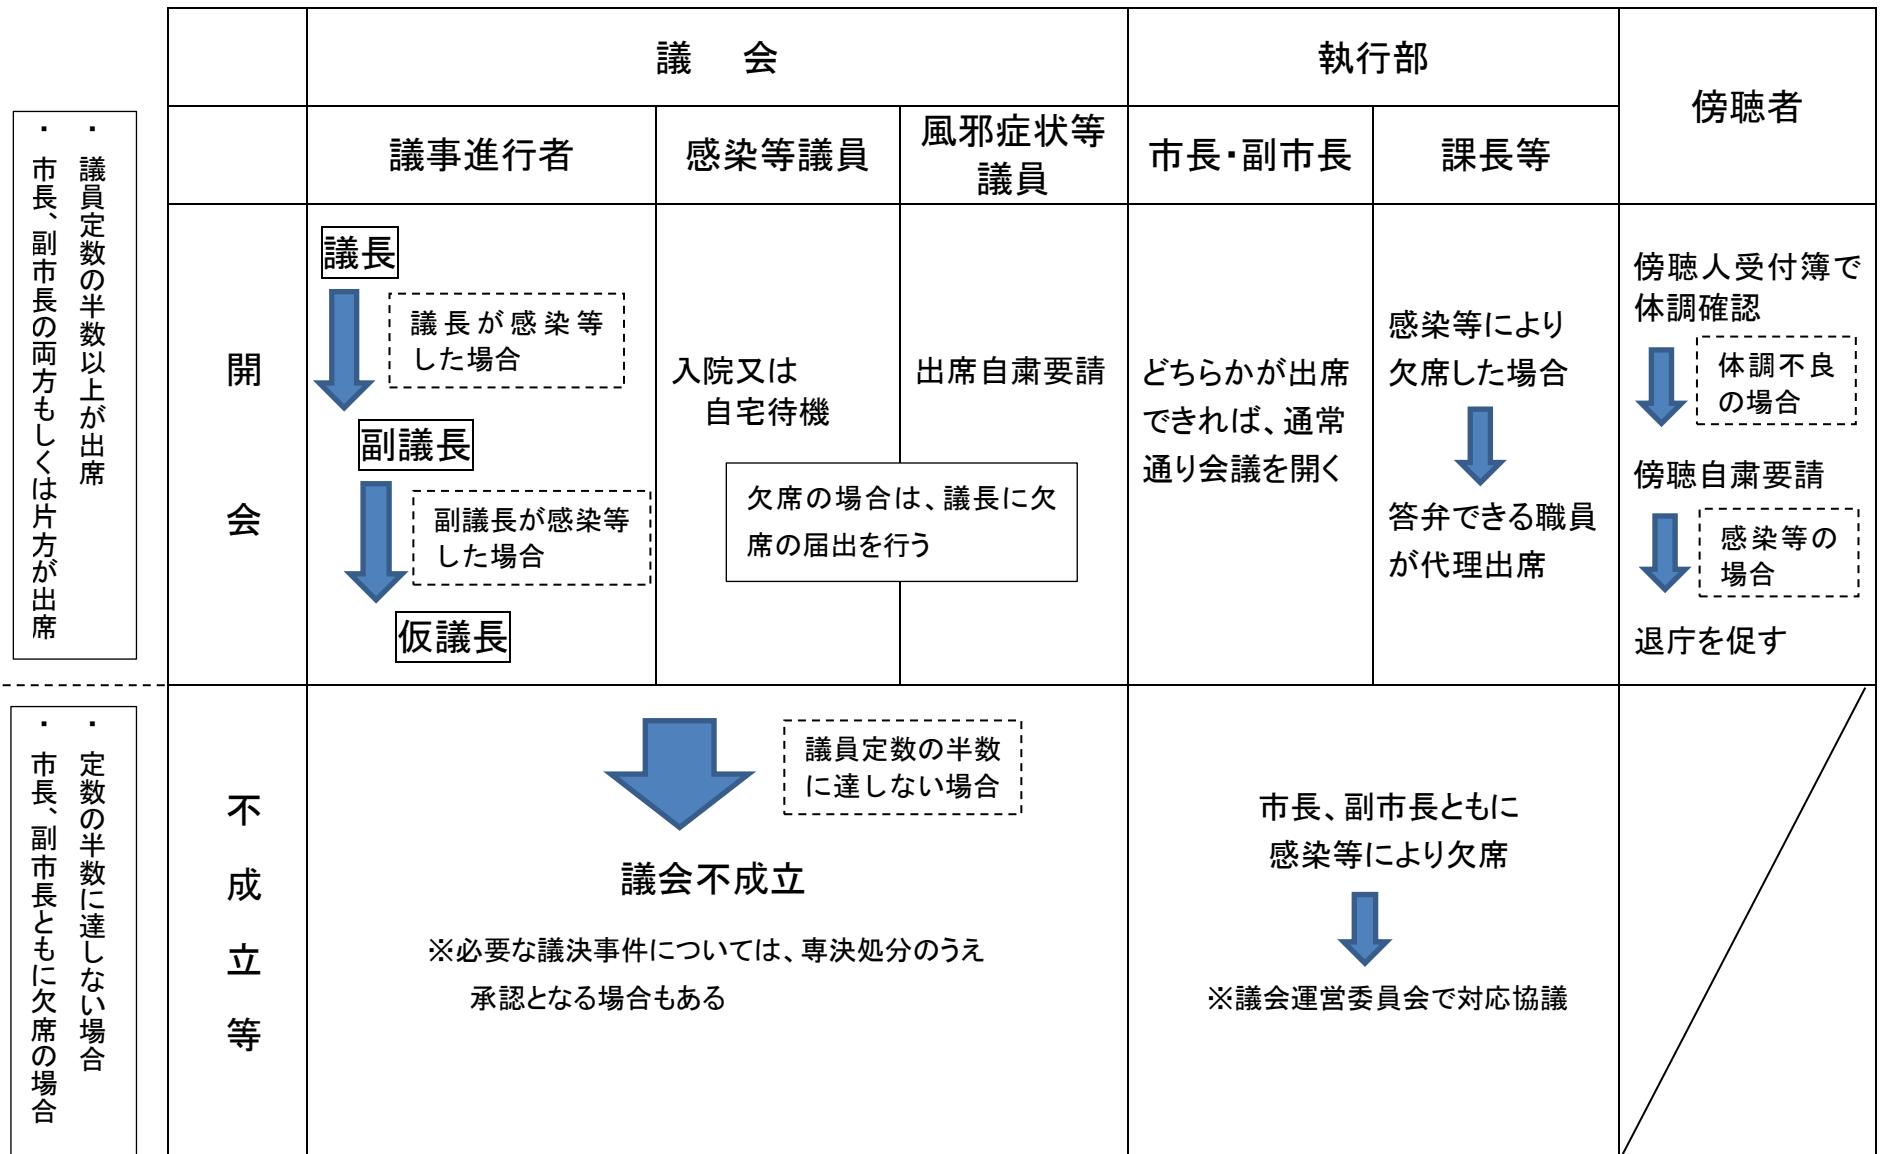 議　会
執行部
傍聴者
議事進行者
感染等議員
風邪症状等
議員
市長・副市長
課長等
・議員定数の半数以上が出席
・市長、副市長の両方もしくは片方が出席
開会
議長
議長が感染等
した場合
副議長
副議長が感染等
した場合
仮議長
入院又は
自宅待機
出席自粛要請
欠席の場合は、議長に欠
席の届出を行う
どちらかが出席
できれば、通常
通り会議を開く
感染等により
欠席した場合
答弁できる職員
が代理出席
傍聴人受付簿で
体調確認
体調不良
の場合
傍聴自粛要請
感染等の
場合
退庁を促す
・定数の半数に達しない場合
・市長、副市長ともに欠席の場合
不成立等
議員定数の半数
に達しない場合
議会不成立
※必要な議決事件については、専決処分のうえ
承認となる場合もある
市長、副市長ともに
感染等により欠席
※議会運営委員会で対応協議